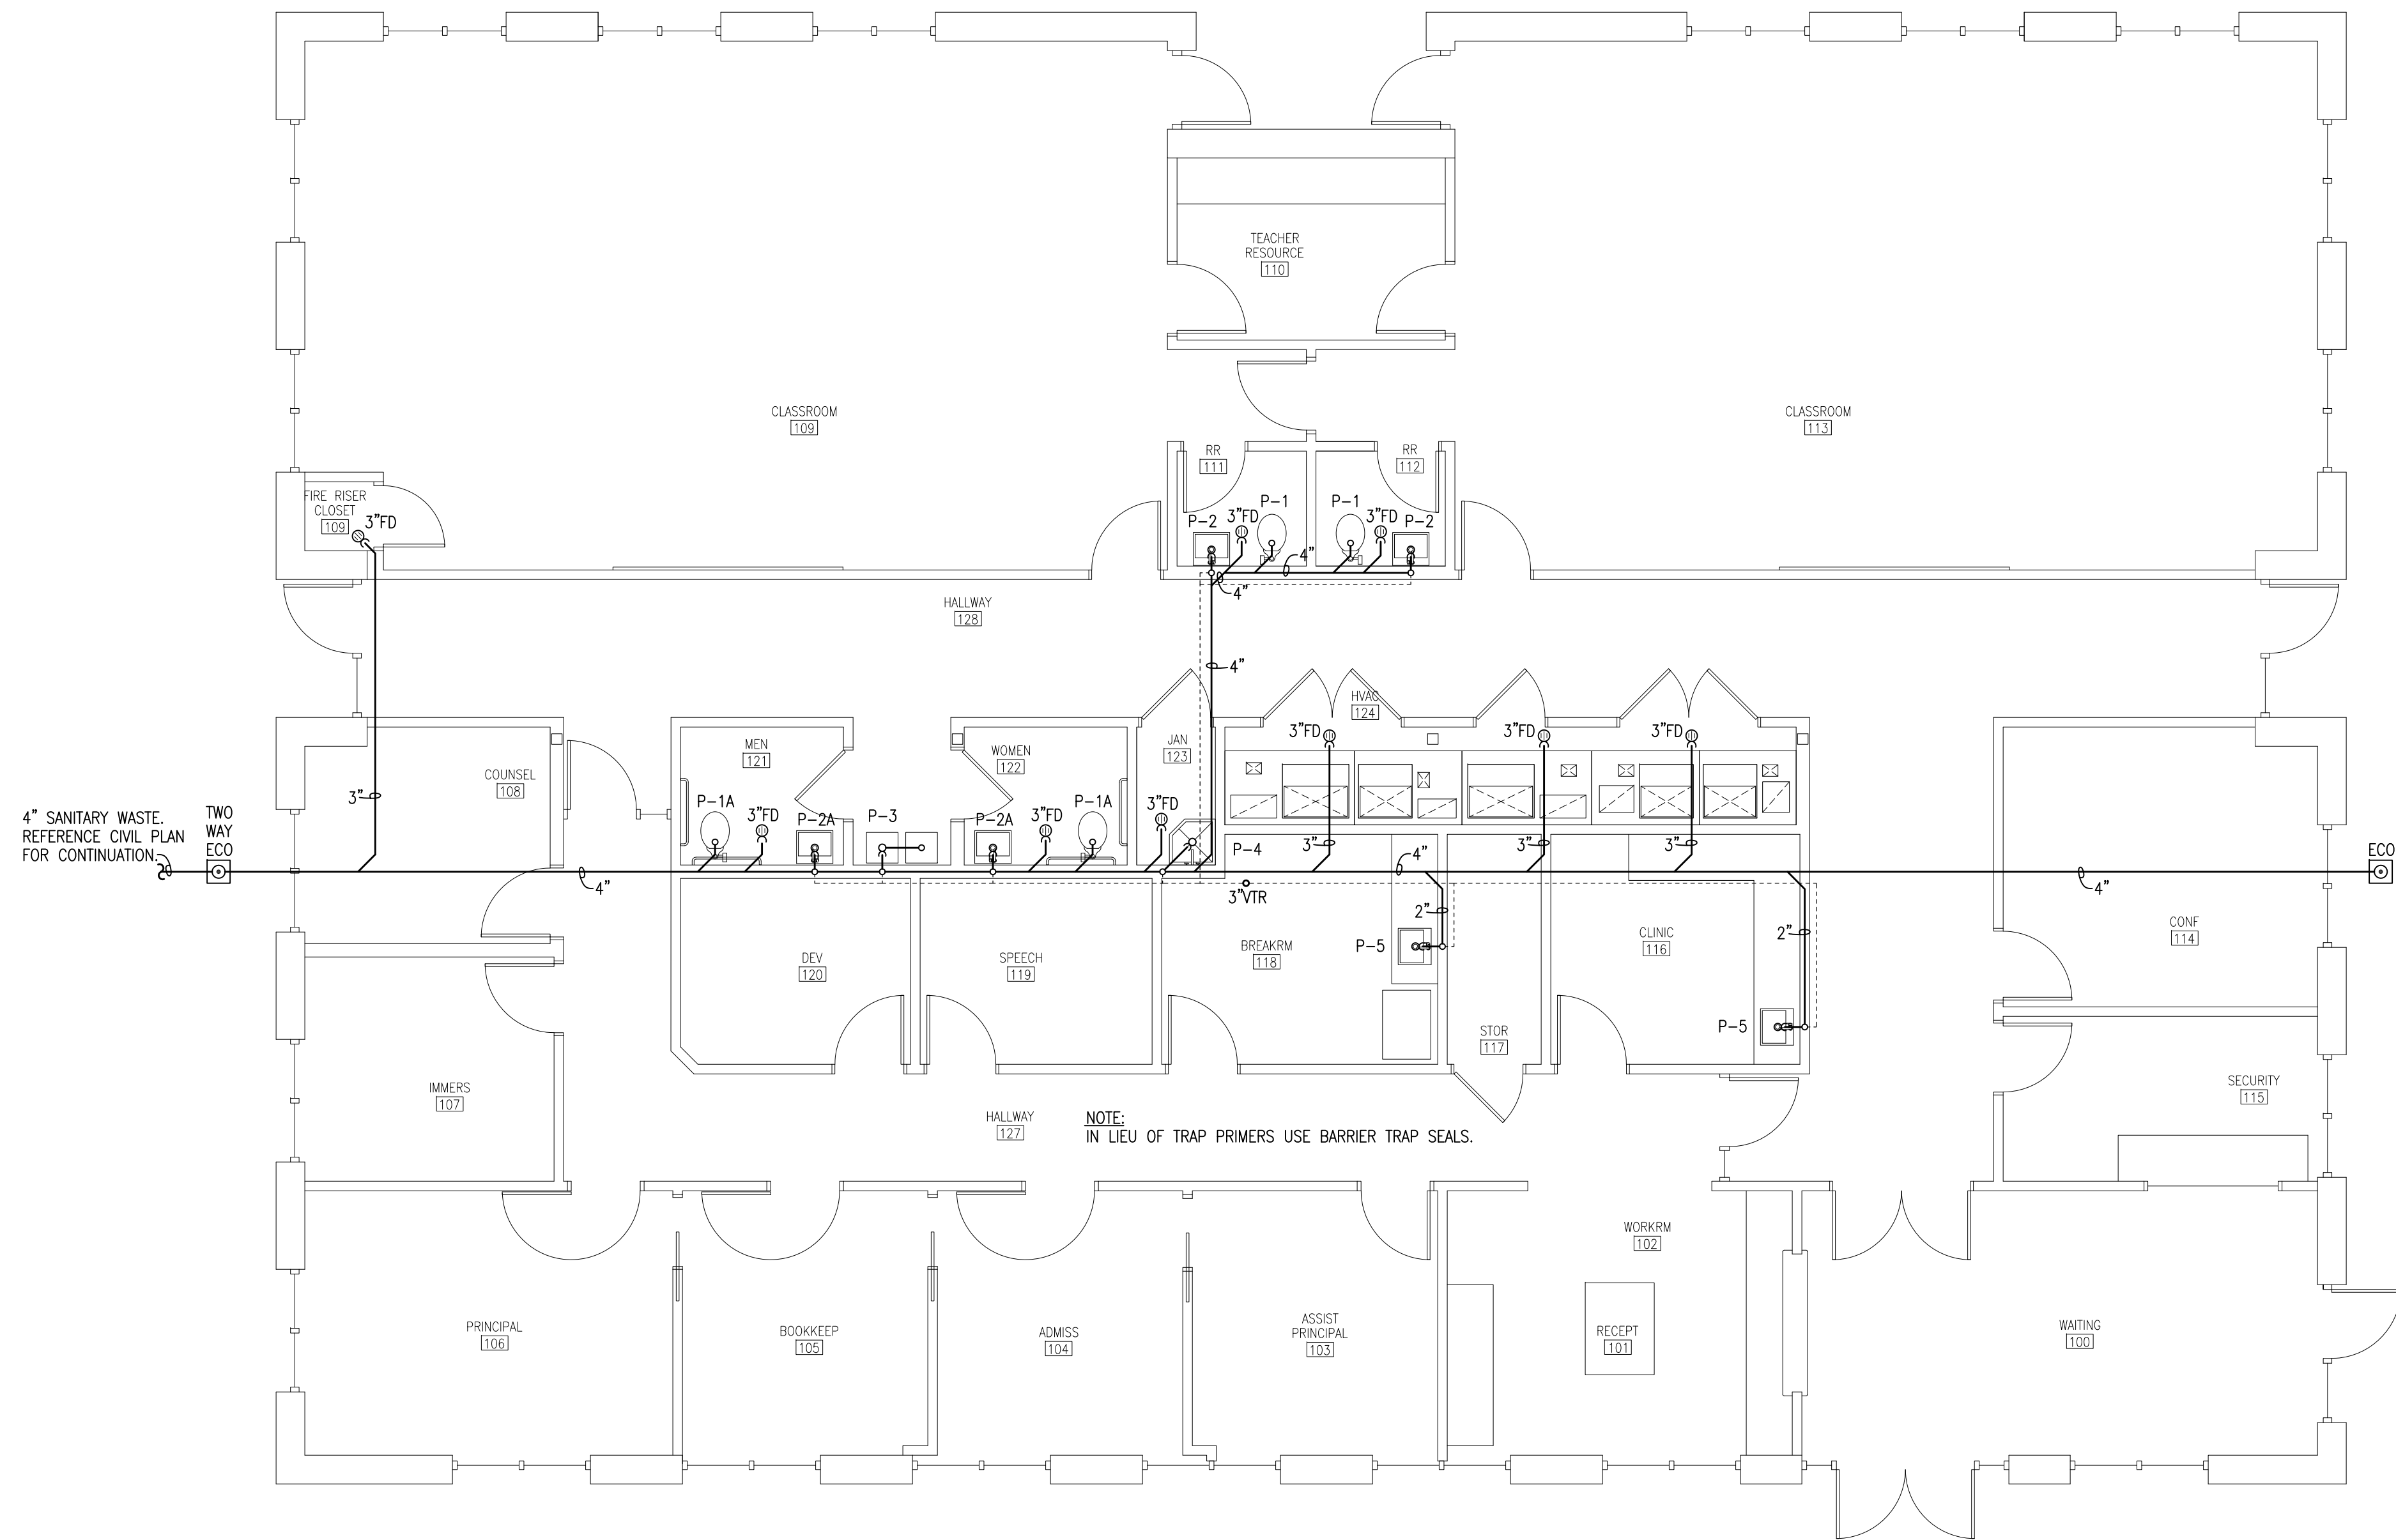 TEACHER
RESOURCE
110
CLASSROOM
109
CLASSROOM
113
RR
111
RR
112
FIRE RISER
CLOSET
109
3"FD
P-2
3"FD
P-1
P-1
3"FD
P-2
4"
4"
HALLWAY
128
4"
HVAC
124
3"FD
3"FD
3"FD
MEN
121
WOMEN
122
JAN
123
COUNSEL
108
3"
P-1A
3"FD
P-2A
P-3
P-2A
3"FD
P-1A
3"FD
4" SANITARY WASTE.
REFERENCE CIVIL PLAN
FOR CONTINUATION.
TWO
WAY
ECO
P-4
3"
4"
3"
3"
ECO
4"
4"
3"VTR
2"
2"
P-5
P-5
DEV
120
SPEECH
119
BREAKRM
118
CLINIC
116
CONF
114
STOR
117
IMMERS
107
SECURITY
115
HALLWAY
127
NOTE:
IN LIEU OF TRAP PRIMERS USE BARRIER TRAP SEALS.
WORKRM
102
PRINCIPAL
106
BOOKKEEP
105
ADMISS
104
ASSIST
PRINCIPAL
103
RECEPT
101
WAITING
100